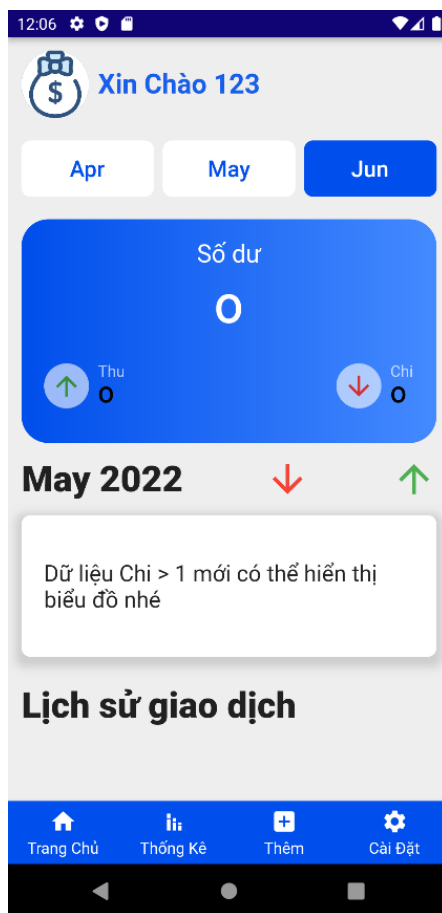 12:06
$ Xin Chào 123
Apr May Jun
Số dư
0
Thu Chi
0 0
May 2022
Dữ liệu Chi > 1 mới có thể hiển thị
biểu đồ nhé
Lịch sử giao dịch
Trang Chủ Thống Kê Thêm Cài Đặt